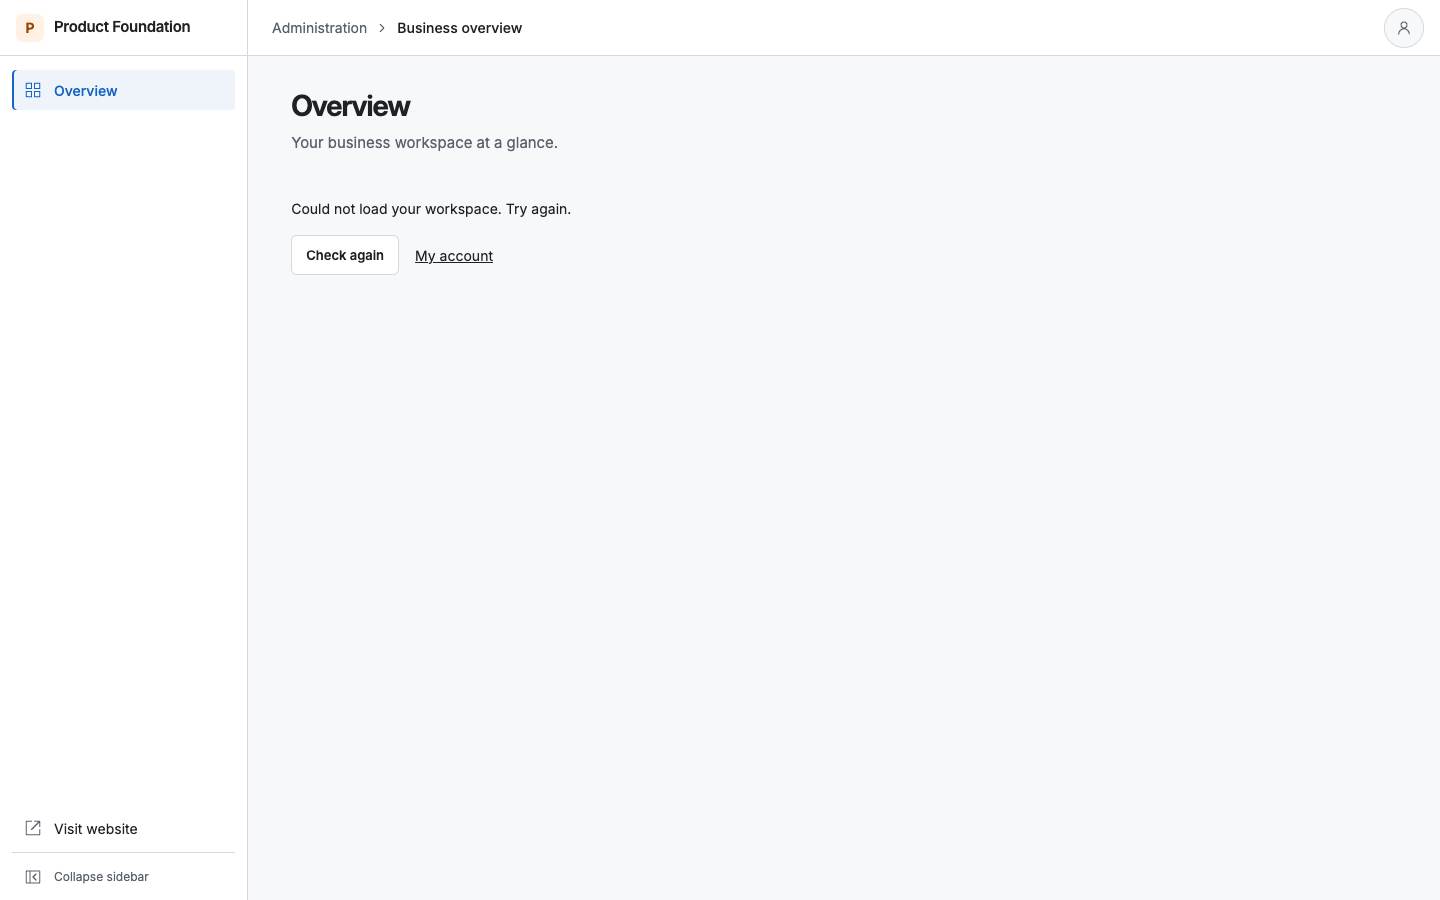 P Product Foundation
Administration > Business overview
Overview
Overview
Your business workspace at a glance.
Could not load your workspace. Try again.
Check again My account
Visit website
Collapse sidebar